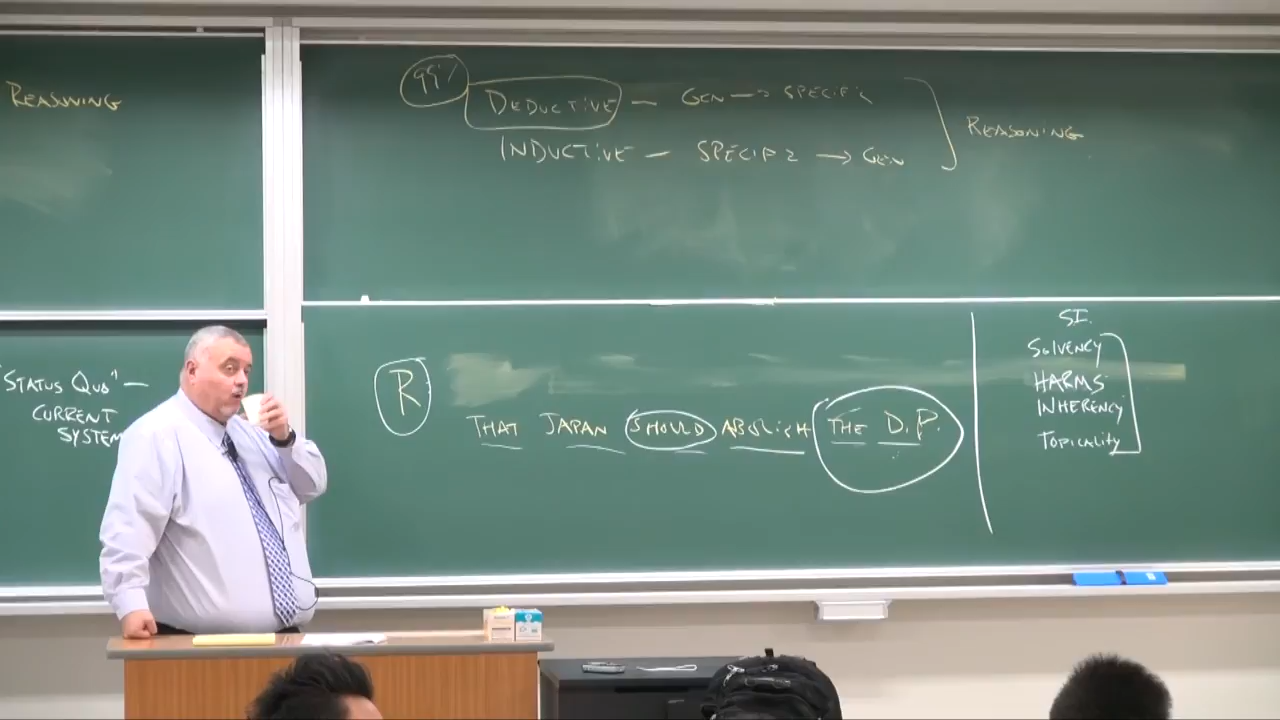 REASONING
99%
DEDUCTIVE — GEN → SPECIFIC
INDUCTIVE — SPECIFIC → GEN
REASONING
"STATUS QUO" —
CURRENT
SYSTEM
R
THAT JAPAN SHOULD ABOLISH THE D.P.
S.I.
SOLVENCY
HARMS
INHERENCY
TOPICALITY